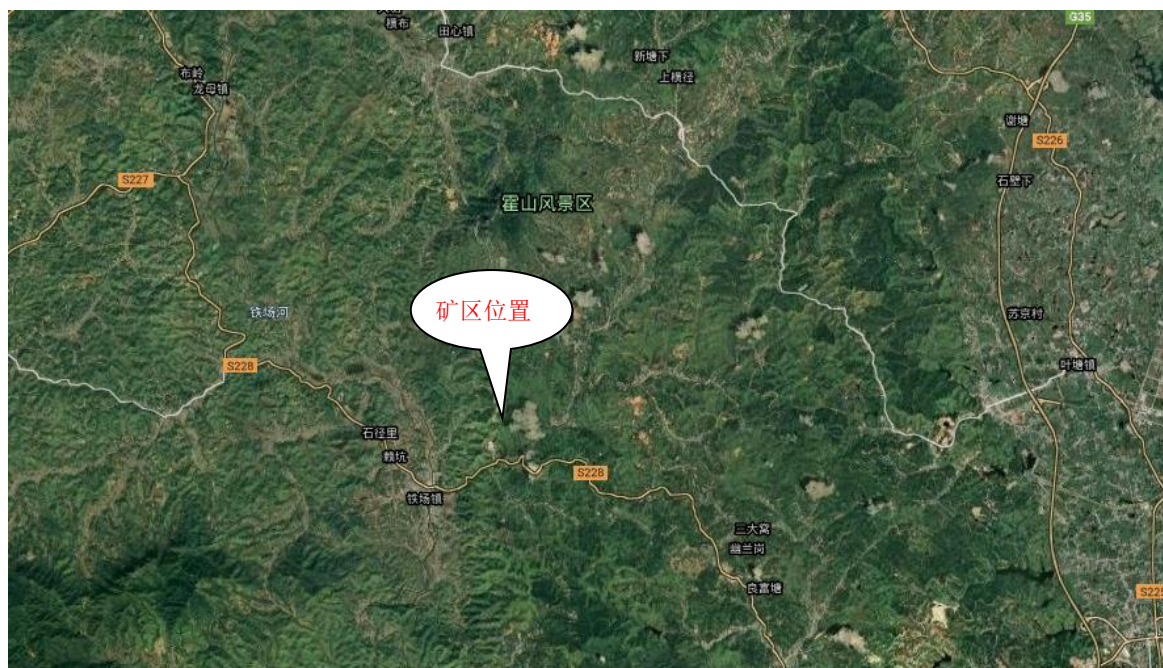 G35
横布
田心镇
新塘下
上横径
布岭
龙母镇
谢塘
S226
S227
石壁下
霍山风景区
矿区位置
铁场河
苏京村
S228
叶塘镇
石径里
赖坑
S228
铁场镇
三大窝
幽兰岗
良富塘
S225